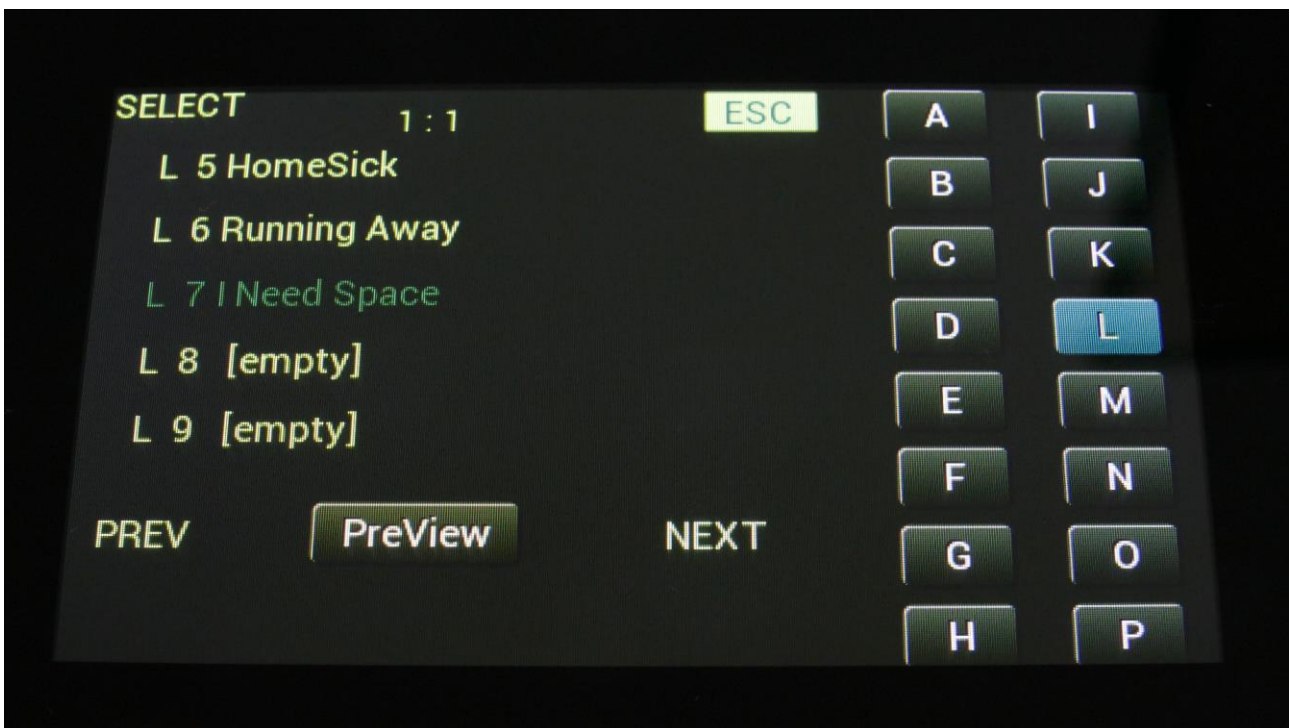 SELECT 1 : 1 ESC
L 5 HomeSick
L 6 Running Away
L 7 I Need Space
L 8 [empty]
L 9 [empty]
PREV PreView NEXT
A I
B J
C K
D L
E M
F N
G O
H P